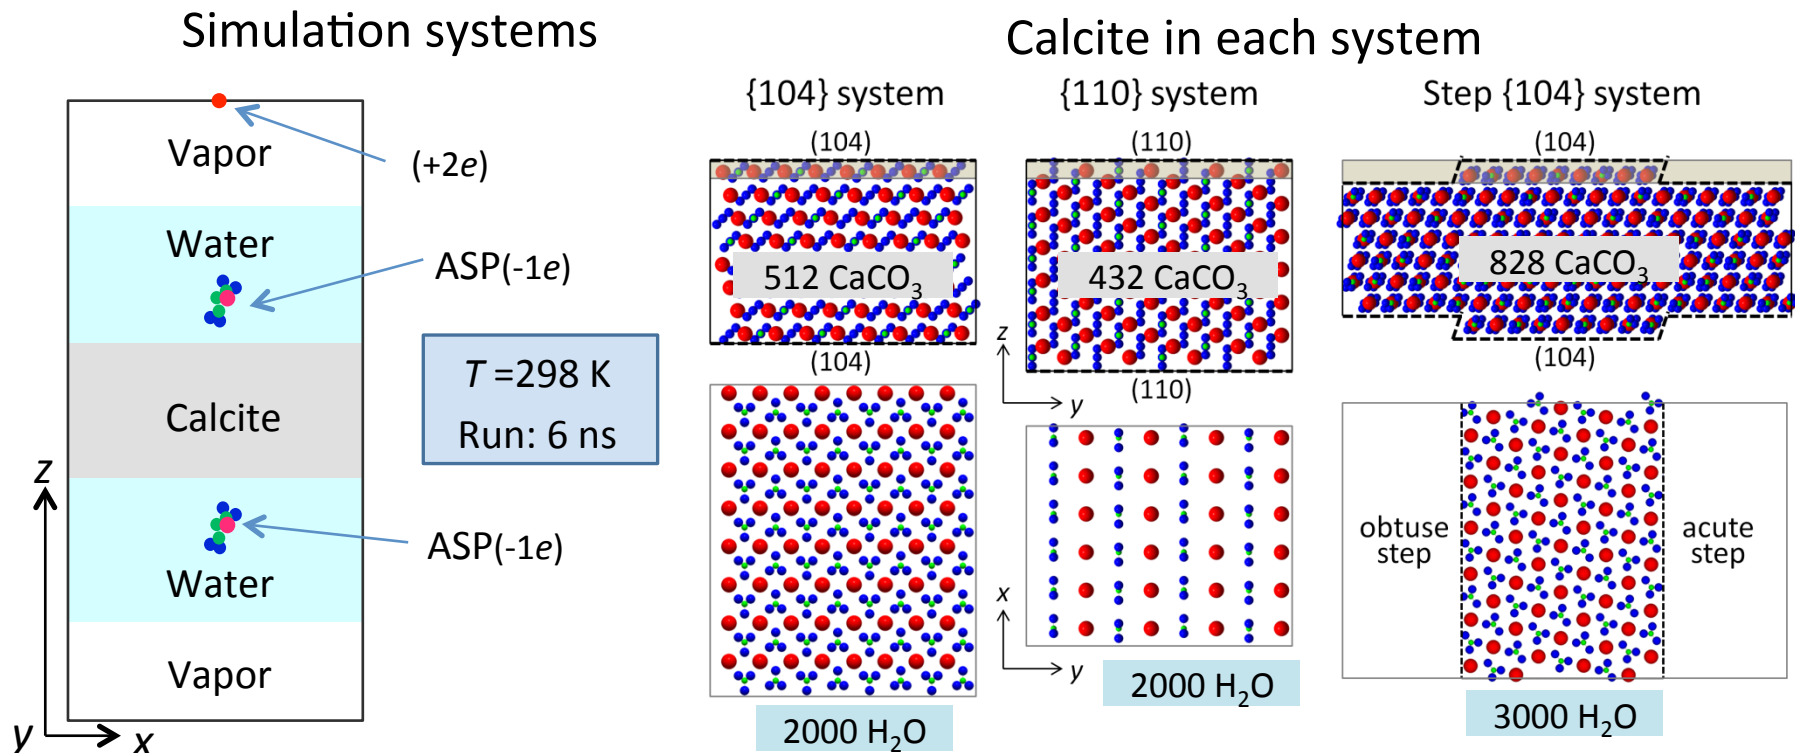 Simulation systems
Calcite in each system
Vapor
(+2e)
Water
ASP(-1e)
T =298 K
Run: 6 ns
Calcite
ASP(-1e)
Water
Vapor
z
y
x
{104} system
(104)
512 CaCO₃
(104)
2000 H₂O
{110} system
(110)
432 CaCO₃
(110)
z
y
x
y
2000 H₂O
Step {104} system
(104)
828 CaCO₃
(104)
obtuse
step
acute
step
3000 H₂O